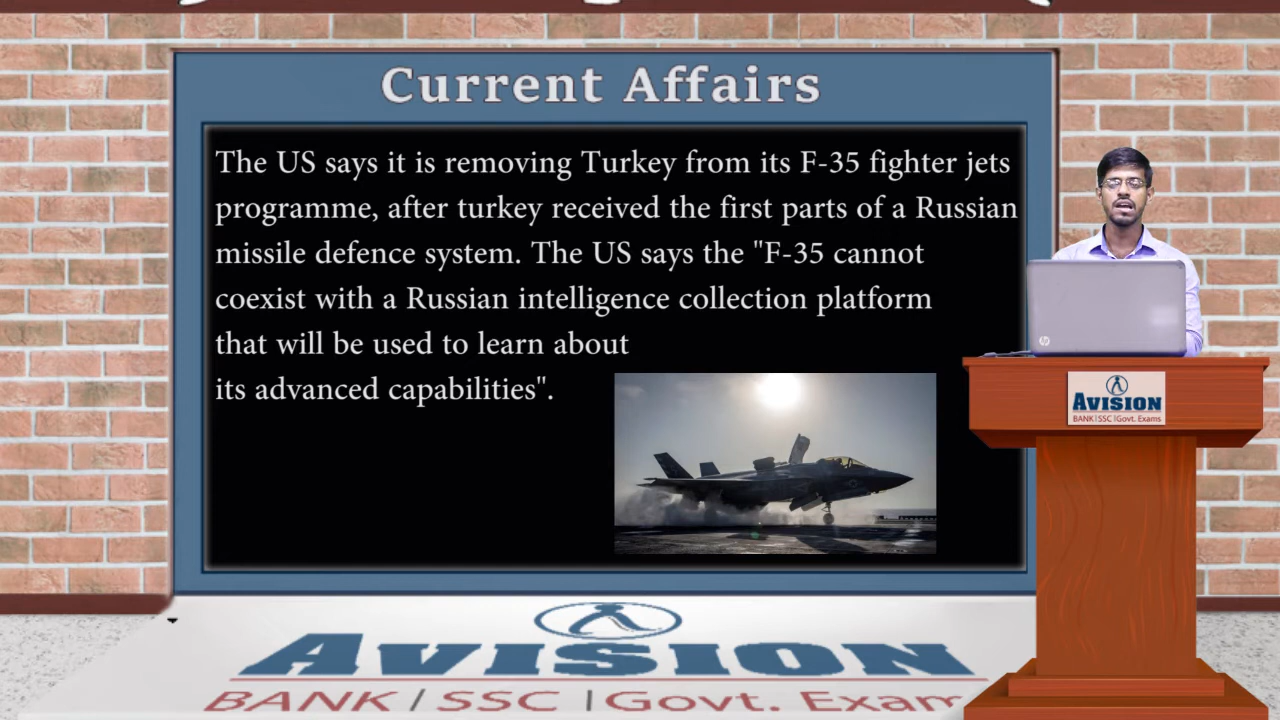 Current Affairs
The US says it is removing Turkey from its F-35 fighter jets
programme, after turkey received the first parts of a Russian
missile defence system. The US says the "F-35 cannot
coexist with a Russian intelligence collection platform
that will be used to learn about
its advanced capabilities".
hp
AVISION
BANK|SSC|Govt. Exams
AVISION
BANK | SSC | Govt. Exam